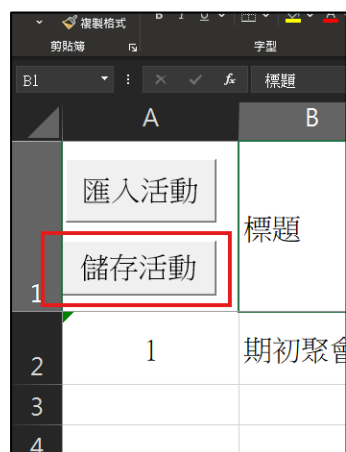 複製格式 B I U A
剪貼簿 字型
B1 fx 標題
A B
匯入活動
儲存活動
標題
1
2 1 期初聚會
3
4